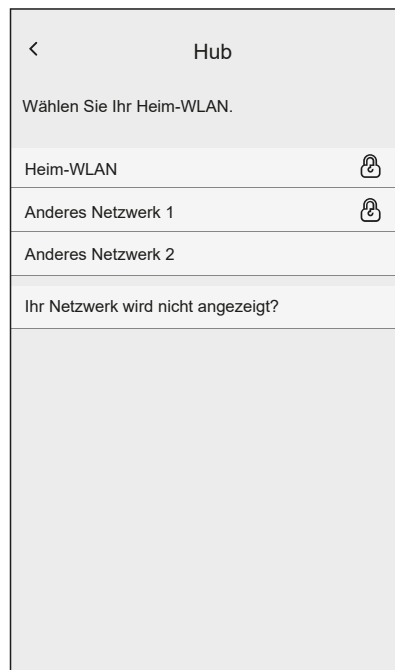 Hub
Wählen Sie Ihr Heim-WLAN.
Heim-WLAN
Anderes Netzwerk 1
Anderes Netzwerk 2
Ihr Netzwerk wird nicht angezeigt?